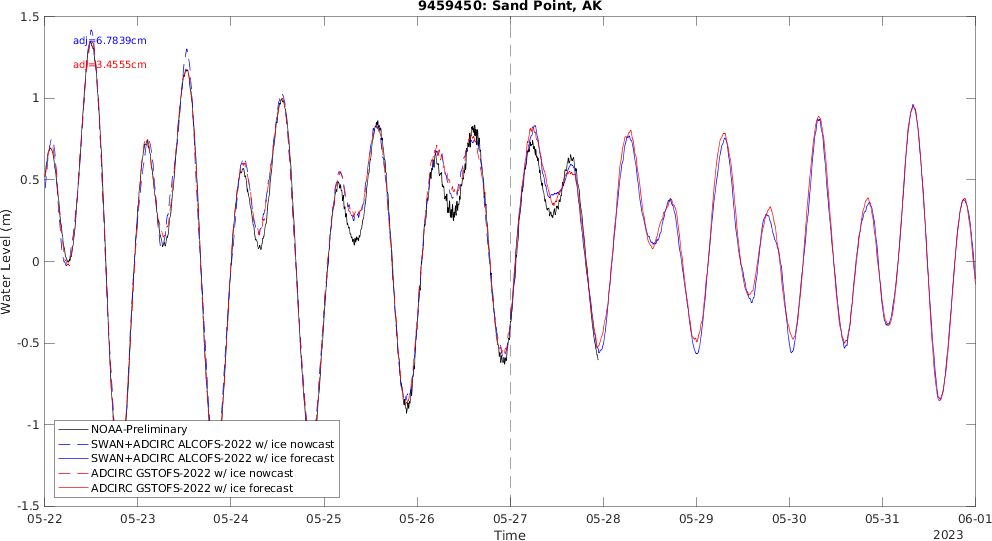 9459450: Sand Point, AK
1.5
adj=6.7839cm
adj=3.4555cm
1
0.5
0
-0.5
-1
-1.5
Water Level (m)
NOAA-Preliminary
SWAN+ADCIRC ALCOFS-2022 w/ ice nowcast
SWAN+ADCIRC ALCOFS-2022 w/ ice forecast
ADCIRC GSTOFS-2022 w/ ice nowcast
ADCIRC GSTOFS-2022 w/ ice forecast
05-22 05-23 05-24 05-25 05-26 05-27 05-28 05-29 05-30 05-31 06-01
Time
2023